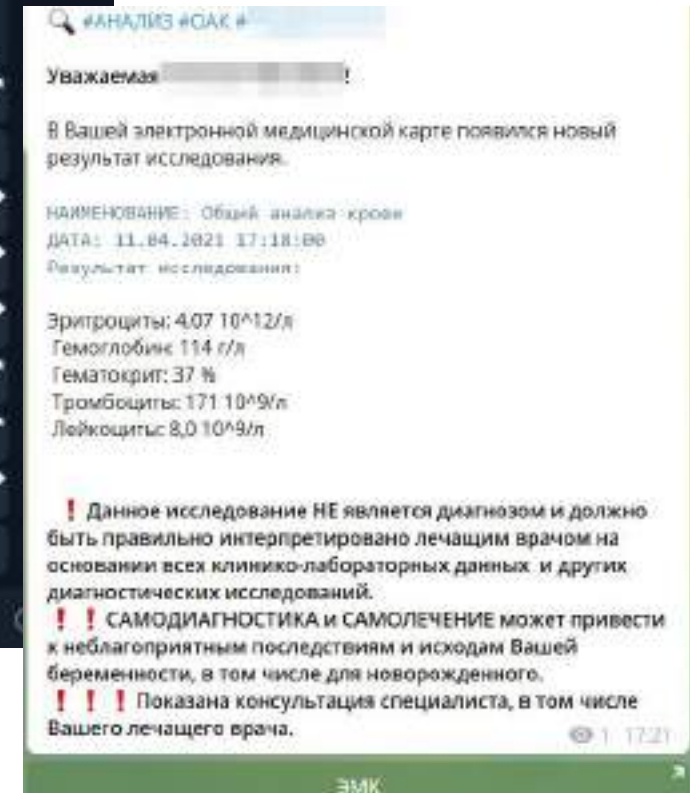 #АНАЛИЗ #ОАК #
Уважаемая !
В Вашей электронной медицинской карте появился новый
результат исследования.
НАИМЕНОВАНИЕ: Общий анализ крови
ДАТА: 11.04.2021 17:18:00
Результат исследования:
Эритроциты: 4.07 10^12/л
Гемоглобин: 114 г/л
Гематокрит: 37 %
Тромбоциты: 171 10^9/л
Лейкоциты: 8,0 10^9/л
❗ Данное исследование НЕ является диагнозом и должно
быть правильно интерпретировано лечащим врачом на
основании всех клинико-лабораторных данных и других
диагностических исследований.
❗ ❗ САМОДИАГНОСТИКА и САМОЛЕЧЕНИЕ может привести
к неблагоприятным последствиям и исходам Вашей
беременности, в том числе для новорожденного.
❗ ❗ ❗ Показана консультация специалиста, в том числе
Вашего лечащего врача.
1 17:21
ЭМК